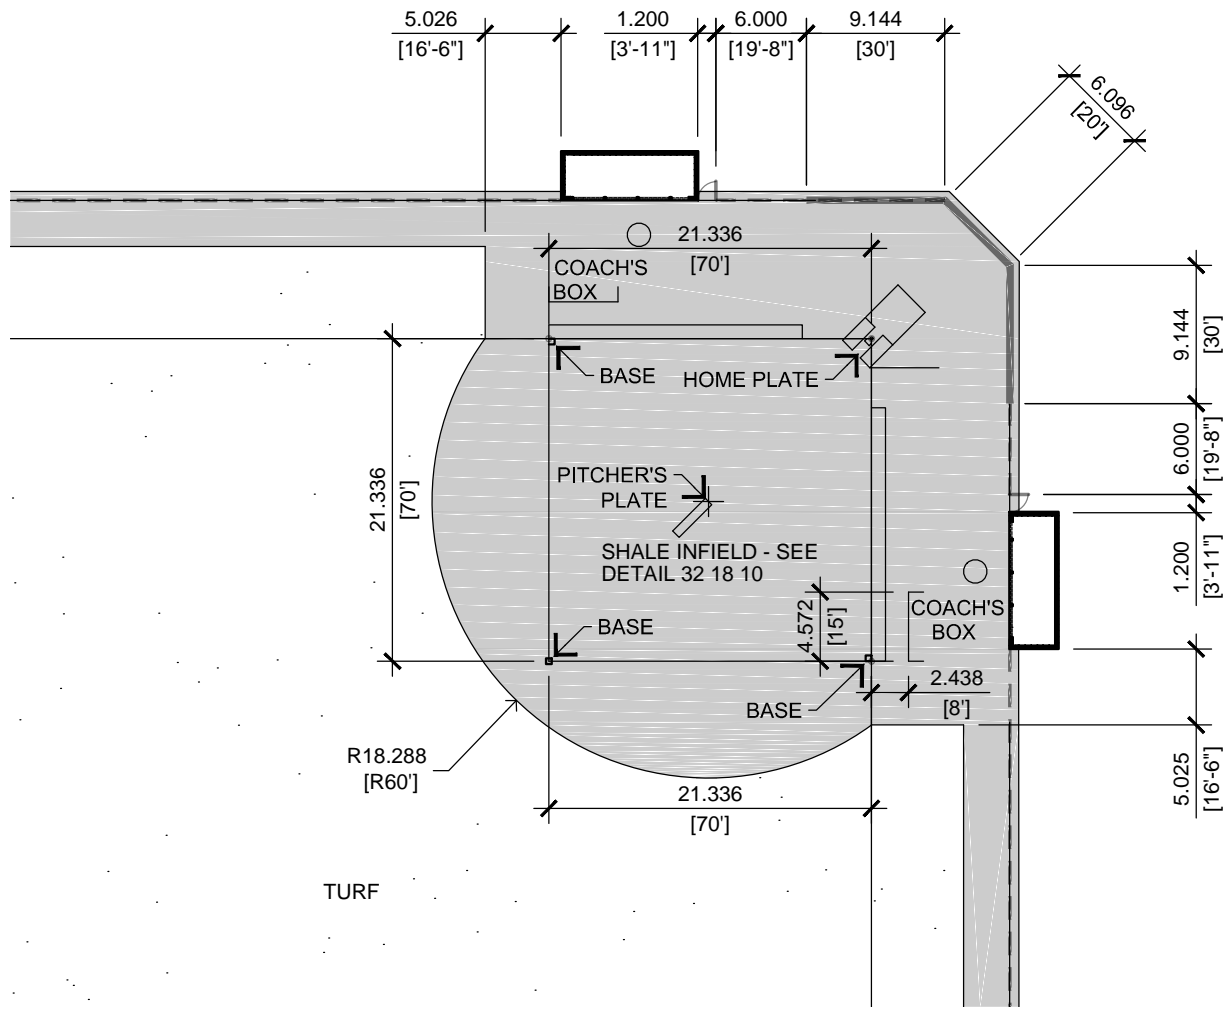 5.026
[16'-6"]
1.200
[3'-11"]
6.000
[19'-8"]
9.144
[30']
6.096
[20']
21.336
[70']
COACH'S
BOX
BASE
HOME PLATE
9.144
[30']
6.000
[19'-8"]
21.336
[70']
PITCHER'S
PLATE
SHALE INFIELD - SEE
DETAIL 32 18 10
1.200
[3'-11"]
4.572
[15']
COACH'S
BOX
BASE
2.438
[8']
BASE
5.025
[16'-6"]
R18.288
[R60']
21.336
[70']
TURF